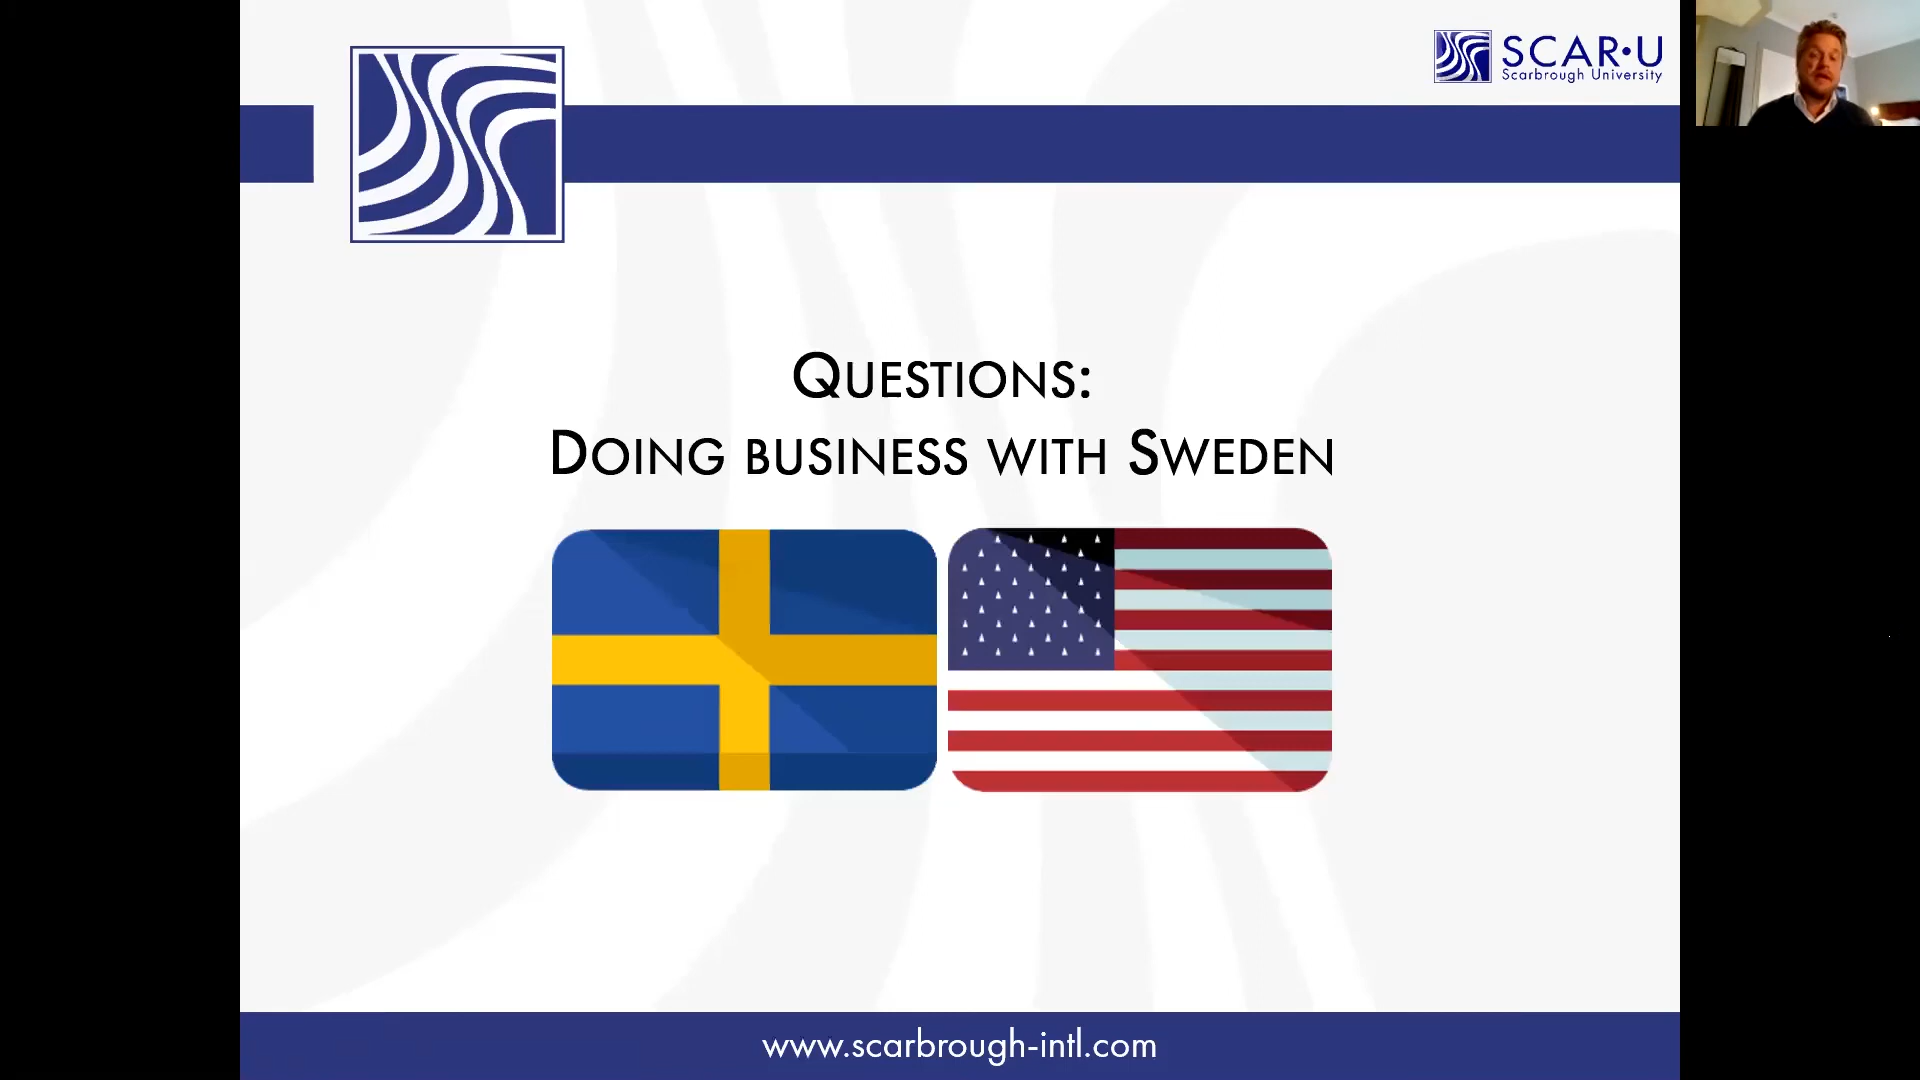 SCAR•U
Scarbrough University
QUESTIONS:
DOING BUSINESS WITH SWEDEN
www.scarbrough-intl.com